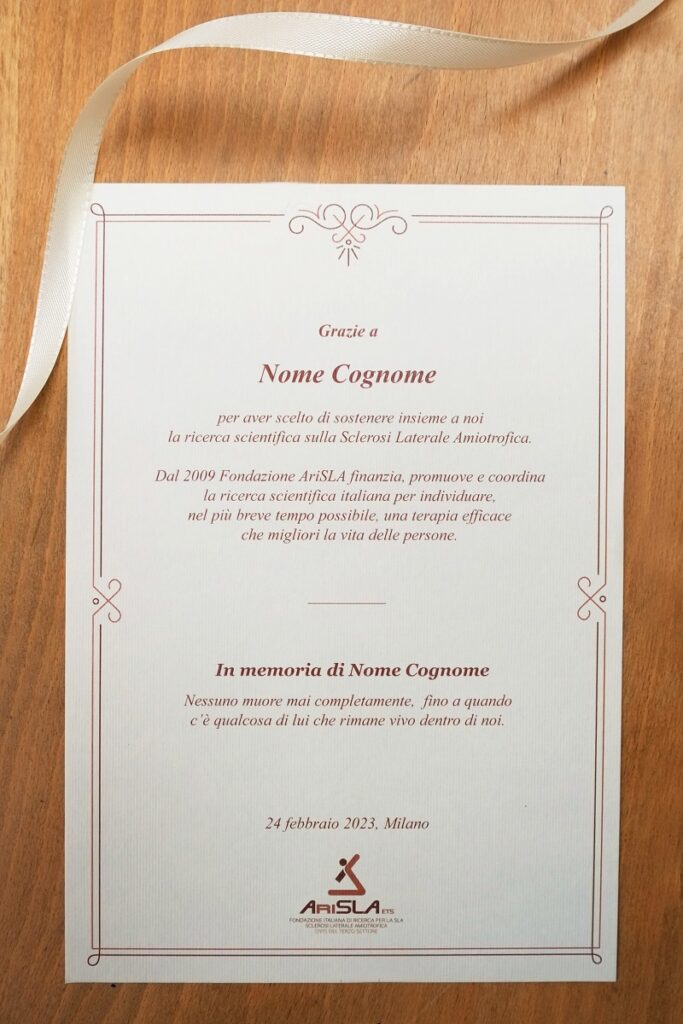 Grazie a
Nome Cognome
per aver scelto di sostenere insieme a noi
la ricerca scientifica sulla Sclerosi Laterale Amiotrofica.
Dal 2009 Fondazione AriSLA finanzia, promuove e coordina
la ricerca scientifica italiana per individuare,
nel più breve tempo possibile, una terapia efficace
che migliori la vita delle persone.
In memoria di Nome Cognome
Nessuno muore mai completamente, fino a quando
c'è qualcosa di lui che rimane vivo dentro di noi.
24 febbraio 2023, Milano
AriSLA ETS
FONDAZIONE ITALIANA DI RICERCA PER LA SLA
SCLEROSI LATERALE AMIOTROFICA
ENTE DEL TERZO SETTORE